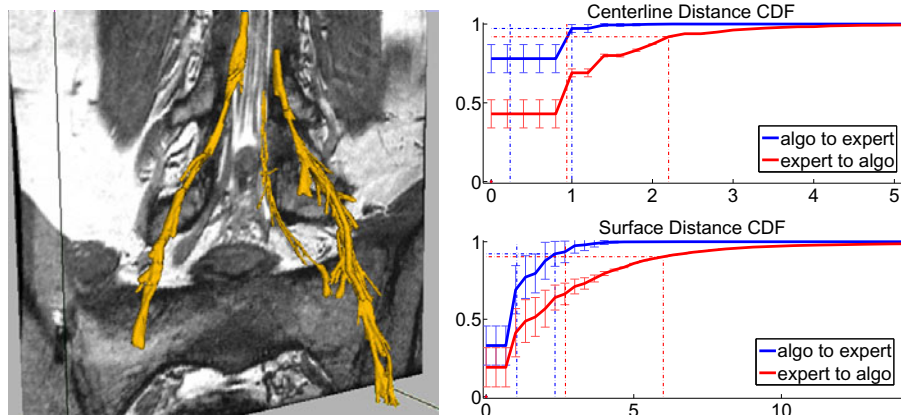 Centerline Distance CDF
1
0.5
0
algo to expert
expert to algo
0 1 2 3 4 5
Surface Distance CDF
1
0.5
0
algo to expert
expert to algo
0 5 10